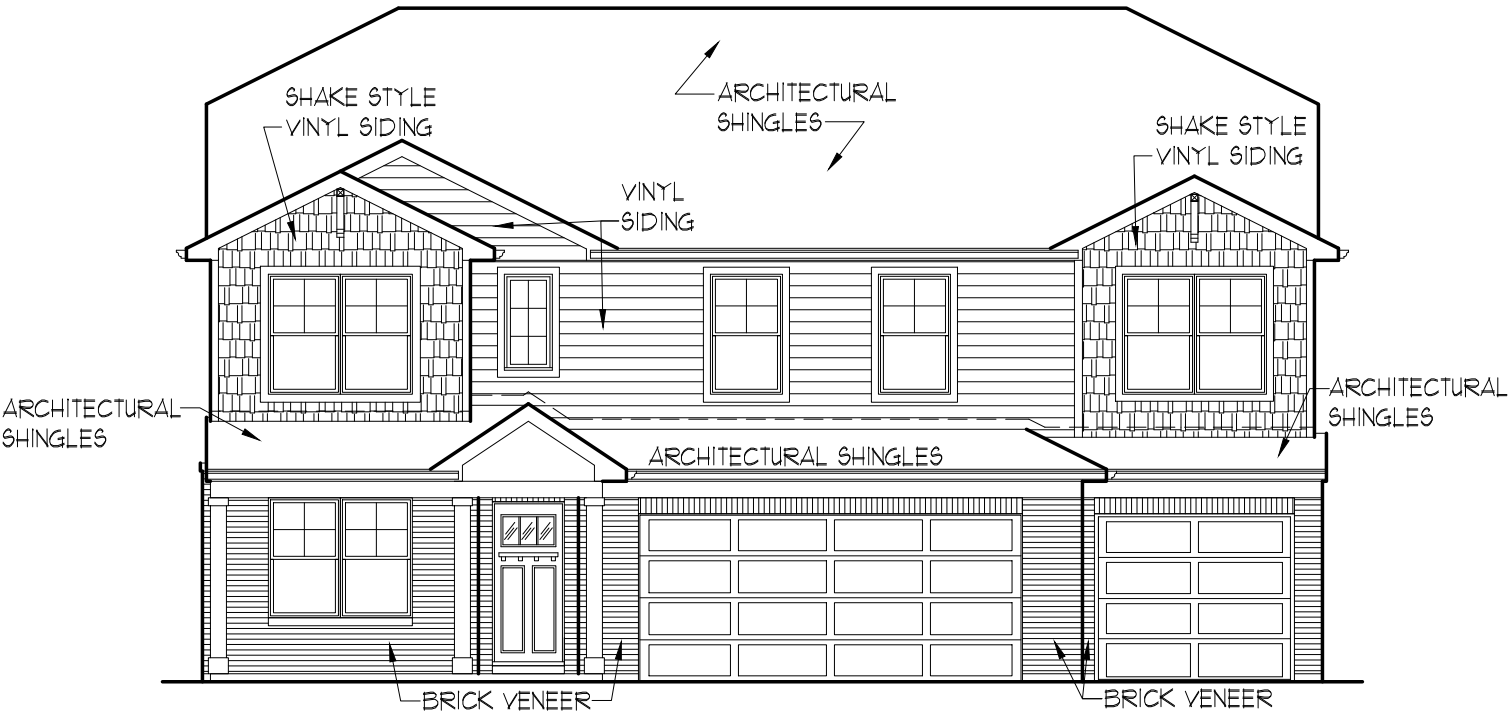 SHAKE STYLE
VINYL SIDING
ARCHITECTURAL
SHINGLES
SHAKE STYLE
VINYL SIDING
VINYL
SIDING
ARCHITECTURAL
SHINGLES
ARCHITECTURAL
SHINGLES
ARCHITECTURAL SHINGLES
BRICK VENEER
BRICK VENEER